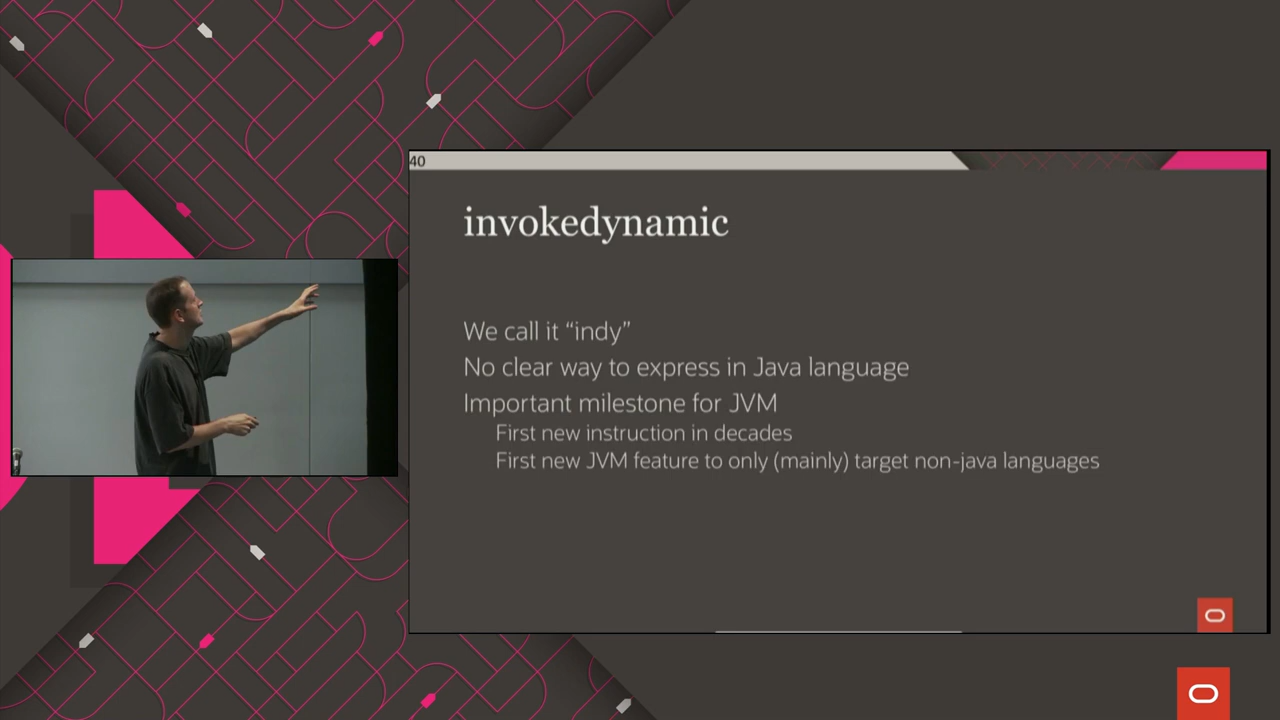 40
invokedynamic
We call it “indy”
No clear way to express in Java language
Important milestone for JVM
First new instruction in decades
First new JVM feature to only (mainly) target non-java languages